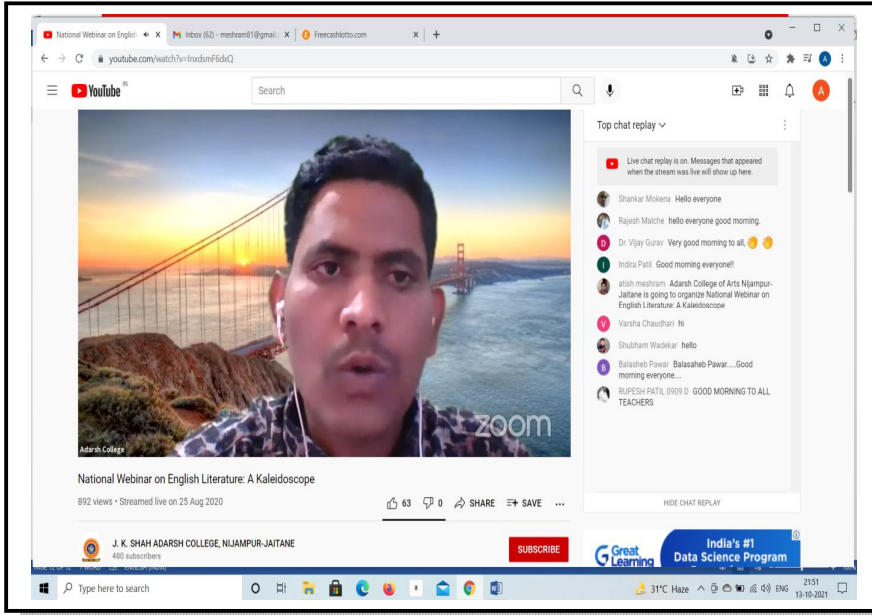 National Webinar on English
Inbox (62) - meshram81@gmail.
Freecashlotto.com
youtube.com/watch?v=InxdsmF6dxQ
YouTube IN
Search
A
Top chat replay
Live chat replay is on. Messages that appeared
when the stream was live will show up here.
Shankar Mokena Hello everyone
Rajesh Malche hello everyone good morning.
D Dr. Vijay Gurav Very good morning to all,
I Indira Patil Good morning everyone!!
atish meshram Adarsh College of Arts Nijampur-
Jaitane is going to organize National Webinar on
English Literature: A Kaleidoscope
V Varsha Chaudhari hi
Shubham Wadekar hello
B Balasheb Pawar Balasaheb Pawar.....Good
morning everyone....
RUPESH PATIL 0909 D GOOD MORNING TO ALL
TEACHERS
HIDE CHAT REPLAY
zoom
Adarsh College
National Webinar on English Literature: A Kaleidoscope
892 views • Streamed live on 25 Aug 2020
63 0 SHARE SAVE
J. K. SHAH ADARSH COLLEGE, NIJAMPUR-JAITANE
480 subscribers
SUBSCRIBE
Great
Learning
India's #1
Data Science Program
Type here to search
31°C Haze
ENG
21:51
13-10-2021